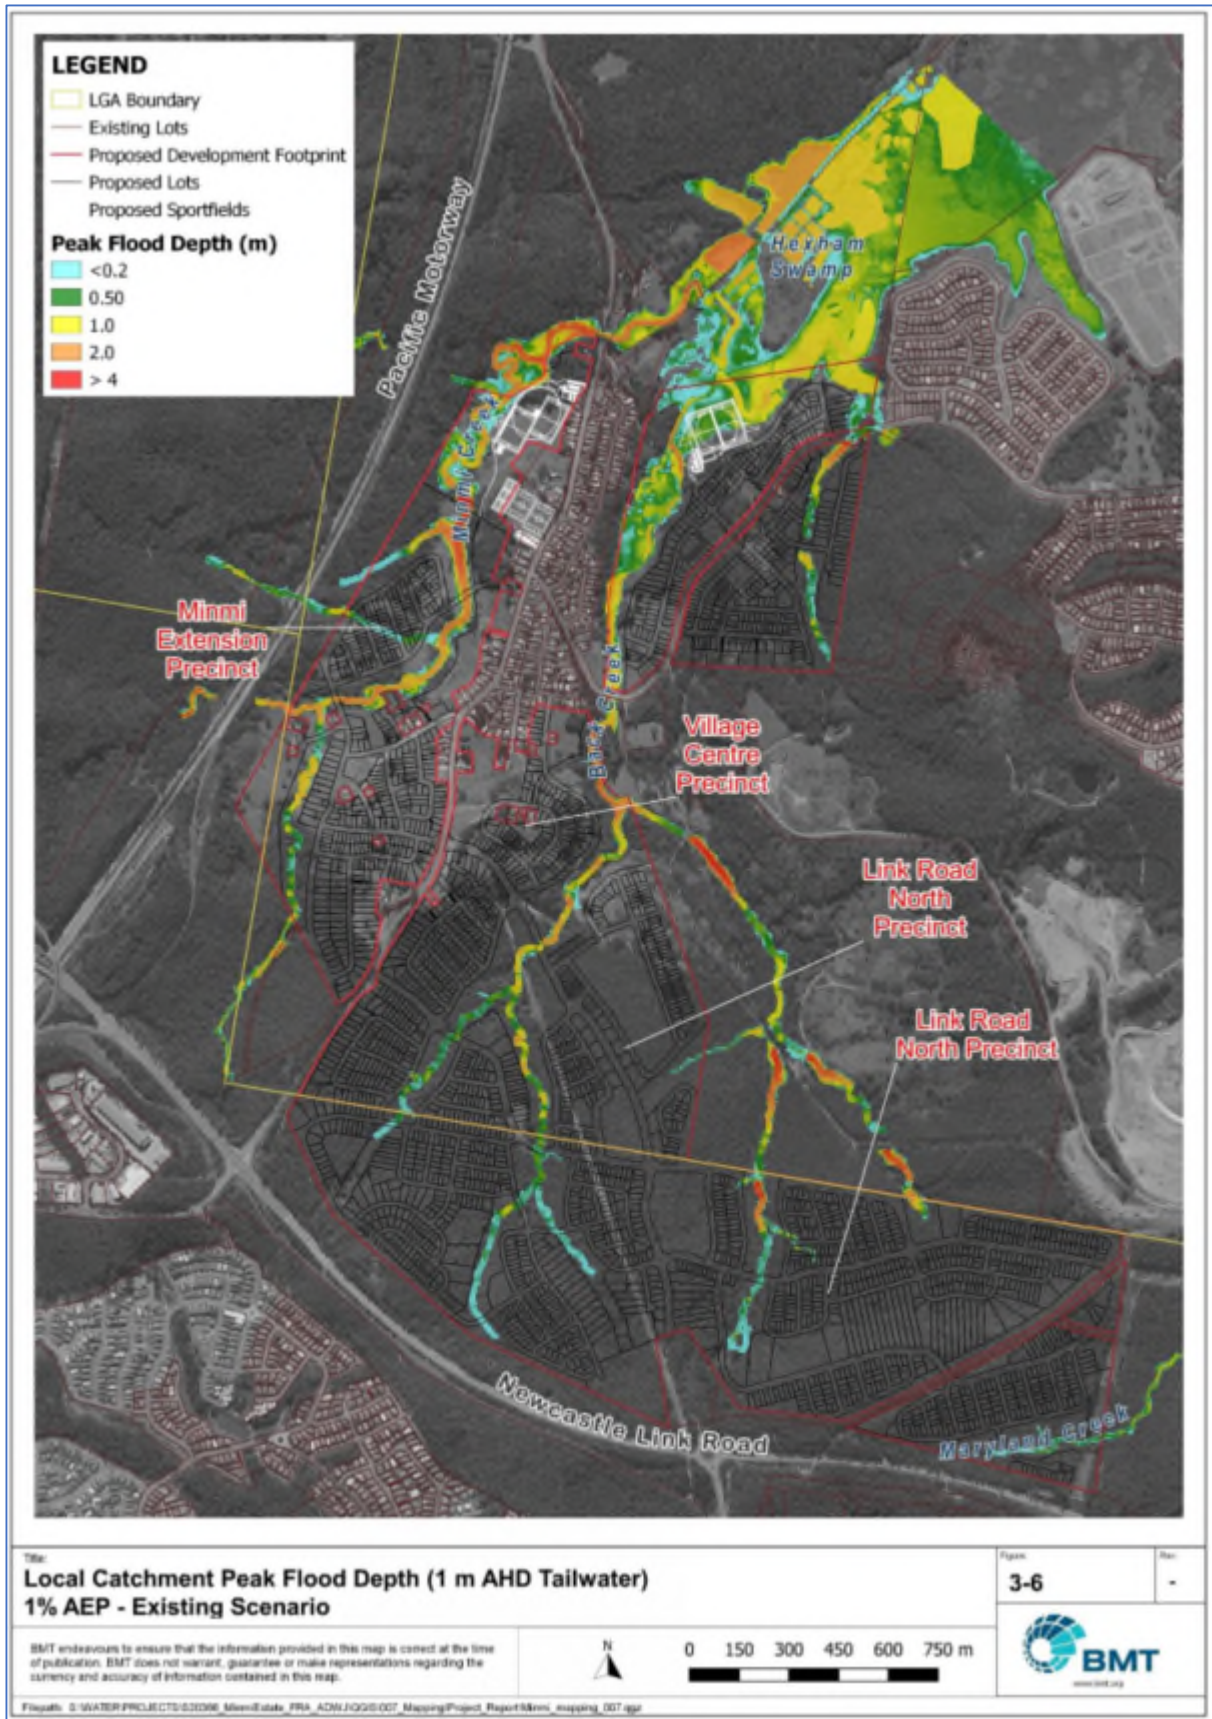 LEGEND
LGA Boundary
Existing Lots
Proposed Development Footprint
Proposed Lots
Proposed Sportfields
Peak Flood Depth (m)
<0.2
0.50
1.0
2.0
> 4
Pacific Motorway
Hexham
Swamp
Minmi Creek
Minmi
Extension
Precinct
Creek
Village
Centre
Precinct
Link Road
North
Precinct
Link Road
North Precinct
Newcastle Link Road
Maryland Creek
Title:
Local Catchment Peak Flood Depth (1 m AHD Tailwater)
1% AEP - Existing Scenario
Figure:
3-6
Rev:
-
BMT endeavours to ensure that the information provided in this map is correct at the time
of publication. BMT does not warrant, guarantee or make representations regarding the
currency and accuracy of information contained in this map.
N
0 150 300 450 600 750 m
BMT
www.bmt.org